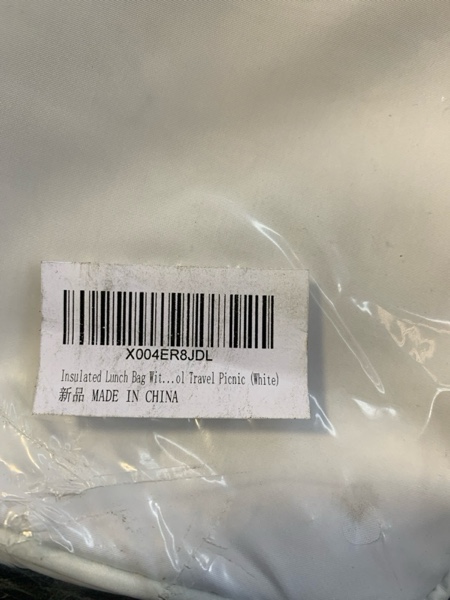 X004ER8JDL
Insulated Lunch Bag Wit...ol Travel Picnic (White)
新品 MADE IN CHINA